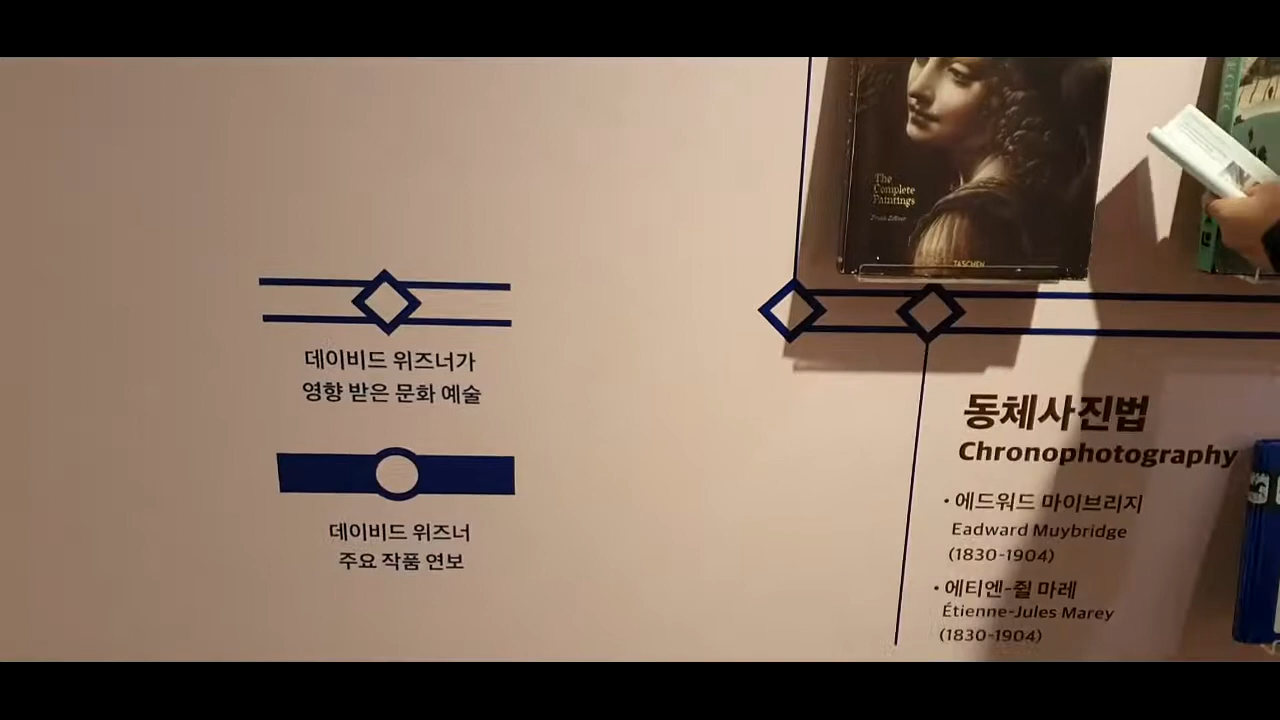 The
Complete
Paintings
Frank Zöllner
TASCHEN
데이비드 위즈너가
영향 받은 문화 예술
데이비드 위즈너
주요 작품 연보
동체사진법
Chronophotography
• 에드워드 마이브리지
Eadward Muybridge
(1830-1904)
• 에티엔-쥘 마레
Étienne-Jules Marey
(1830-1904)